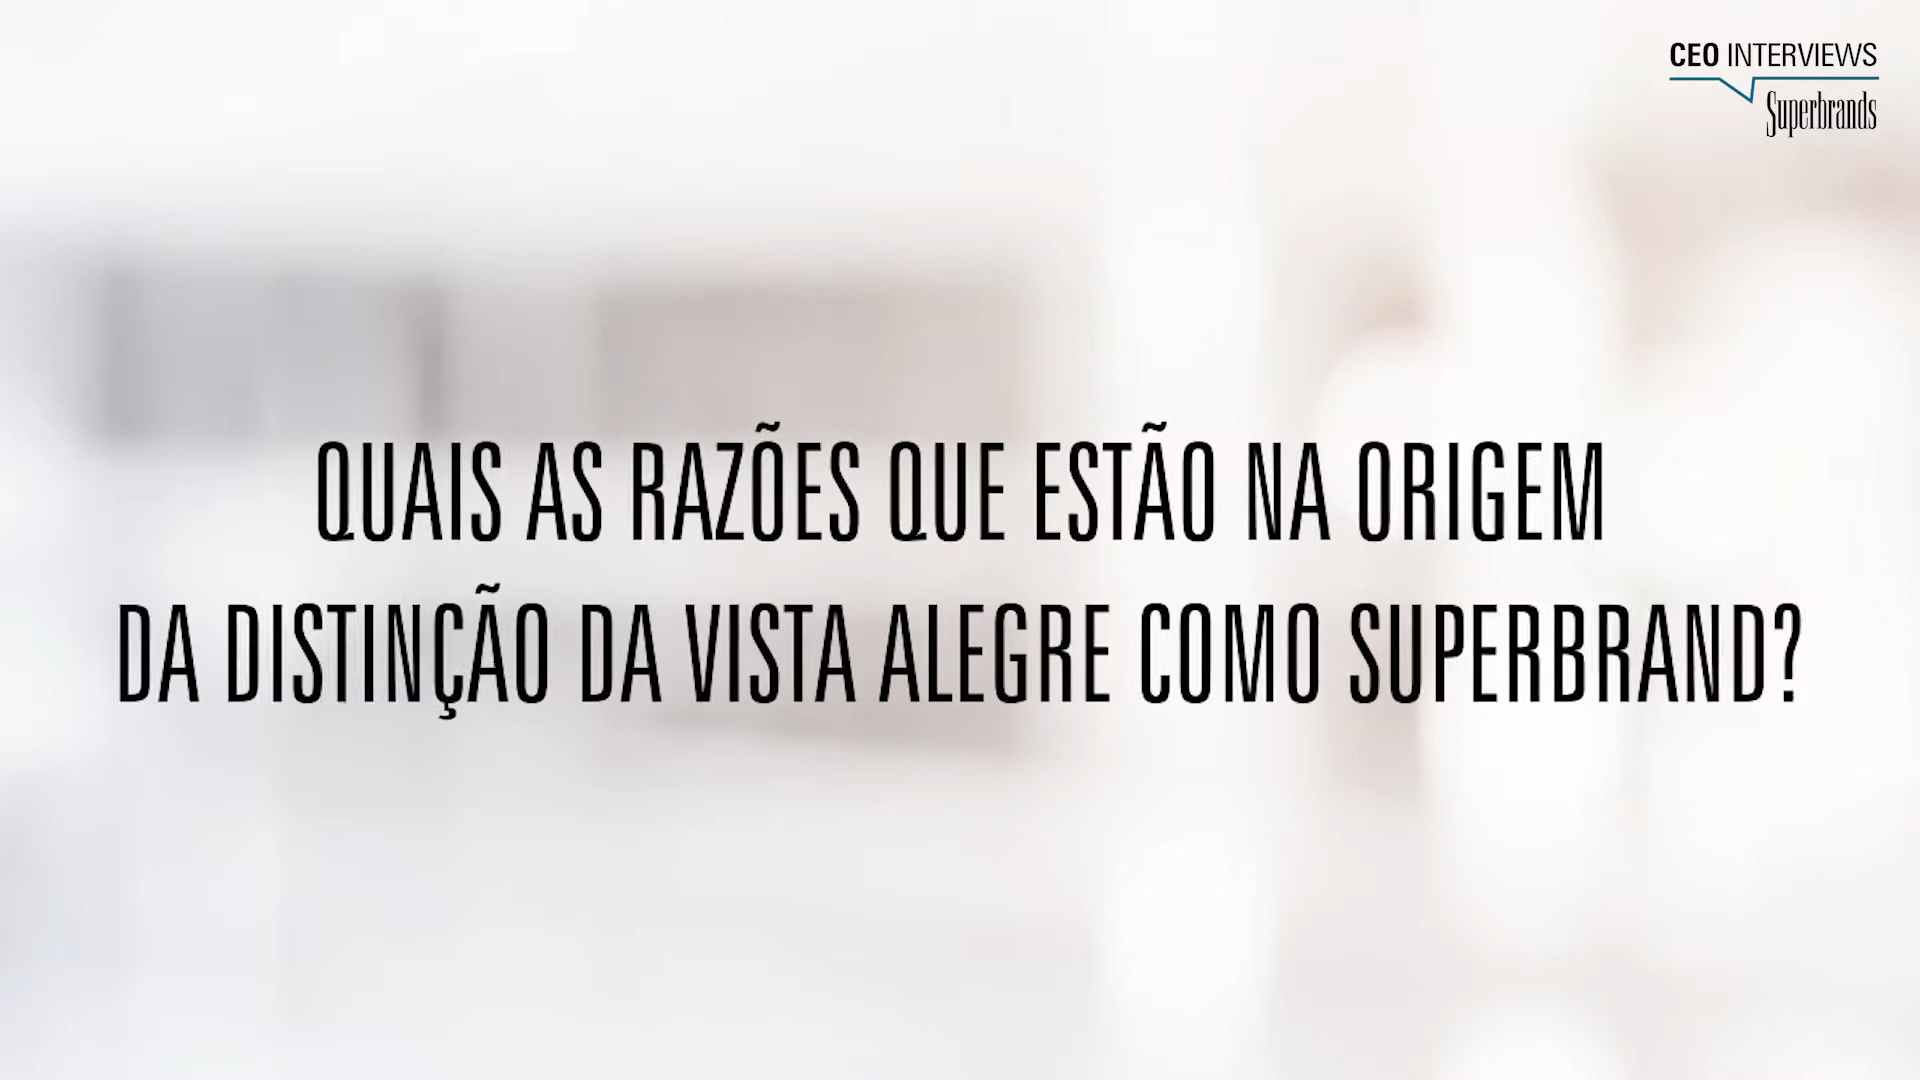 CEO INTERVIEWS
Superbrands
QUAIS AS RAZÕES QUE ESTÃO NA ORIGEM
DA DISTINÇÃO DA VISTA ALEGRE COMO SUPERBRAND?